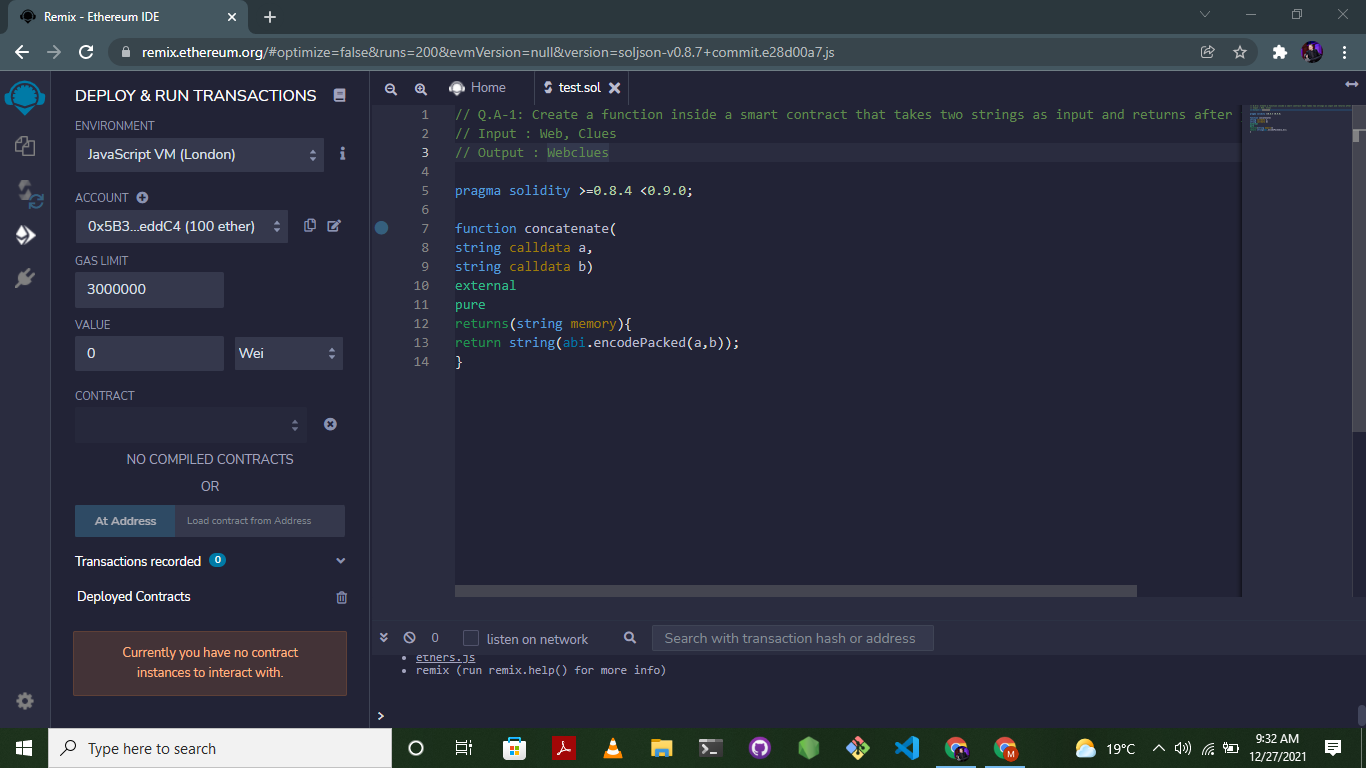 Remix - Ethereum IDE
remix.ethereum.org/#optimize=false&runs=200&evmVersion=null&version=soljson-v0.8.7+commit.e28d00a7.js
DEPLOY & RUN TRANSACTIONS
ENVIRONMENT
JavaScript VM (London)
ACCOUNT
0x5B3...eddC4 (100 ether)
GAS LIMIT
3000000
VALUE
0
Wei
CONTRACT
NO COMPILED CONTRACTS
OR
At Address
Load contract from Address
Transactions recorded 0
Deployed Contracts
Currently you have no contract
instances to interact with.
Home
test.sol
1 // Q.A-1: Create a function inside a smart contract that takes two strings as input and returns after
2 // Input : Web, Clues
3 // Output : Webclues
4
5 pragma solidity >=0.8.4 <0.9.0;
6
7 function concatenate(
8 string calldata a,
9 string calldata b)
10 external
11 pure
12 returns(string memory){
13 return string(abi.encodePacked(a,b));
14 }
0
listen on network
Search with transaction hash or address
ethers.js
remix (run remix.help() for more info)
>
Type here to search
19°C
9:32 AM
12/27/2021